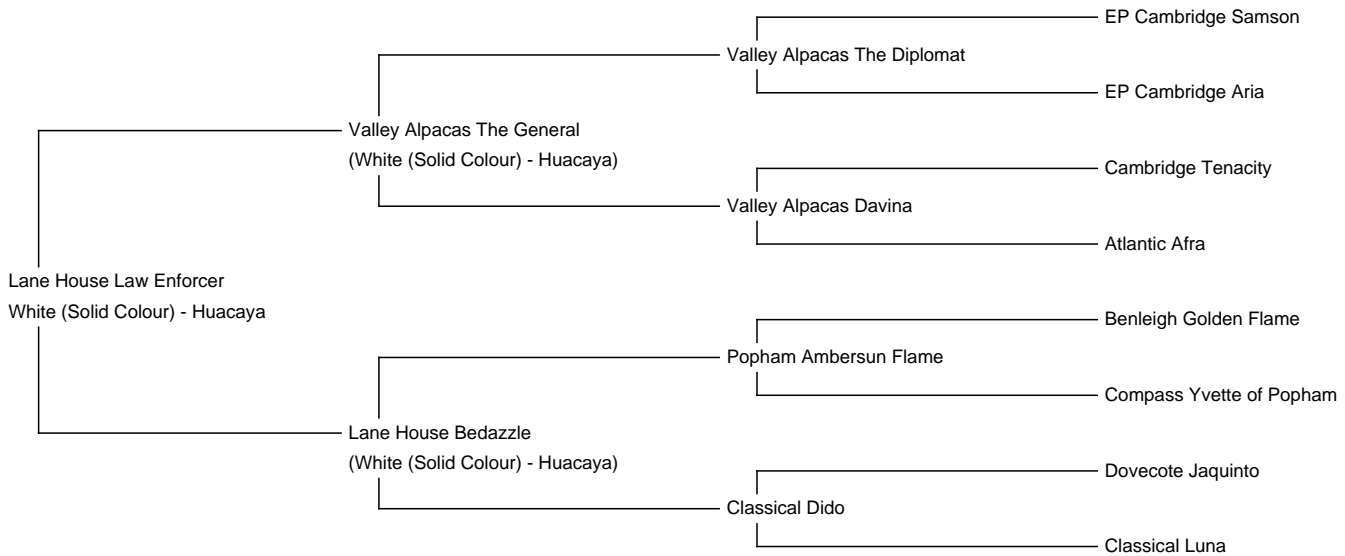 EP Cambridge Samson
Valley Alpacas The Diplomat
EP Cambridge Aria
Valley Alpacas The General
(White (Solid Colour) - Huacaya)
Cambridge Tenacity
Valley Alpacas Davina
Atlantic Afra
Lane House Law Enforcer
White (Solid Colour) - Huacaya
Benleigh Golden Flame
Popham Ambersun Flame
Compass Yvette of Popham
Lane House Bedazzle
(White (Solid Colour) - Huacaya)
Dovecote Jaquinto
Classical Dido
Classical Luna